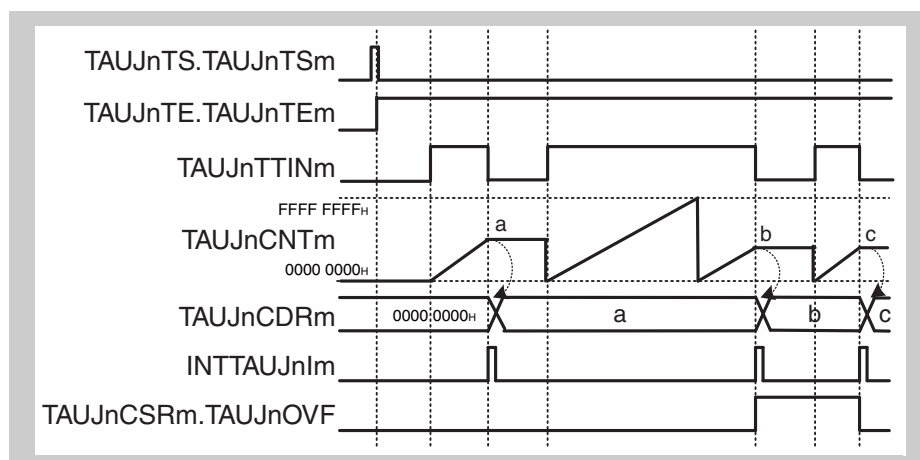 TAUJnTS.TAUJnTSm
TAUJnTE.TAUJnTEm
TAUJnTTINm
FFFF FFFFH
TAUJnCNTm
0000 0000H
a
b
c
TAUJnCDRm
0000 0000H
a
b
c
INTTAUJnIm
TAUJnCSRm.TAUJnOVF